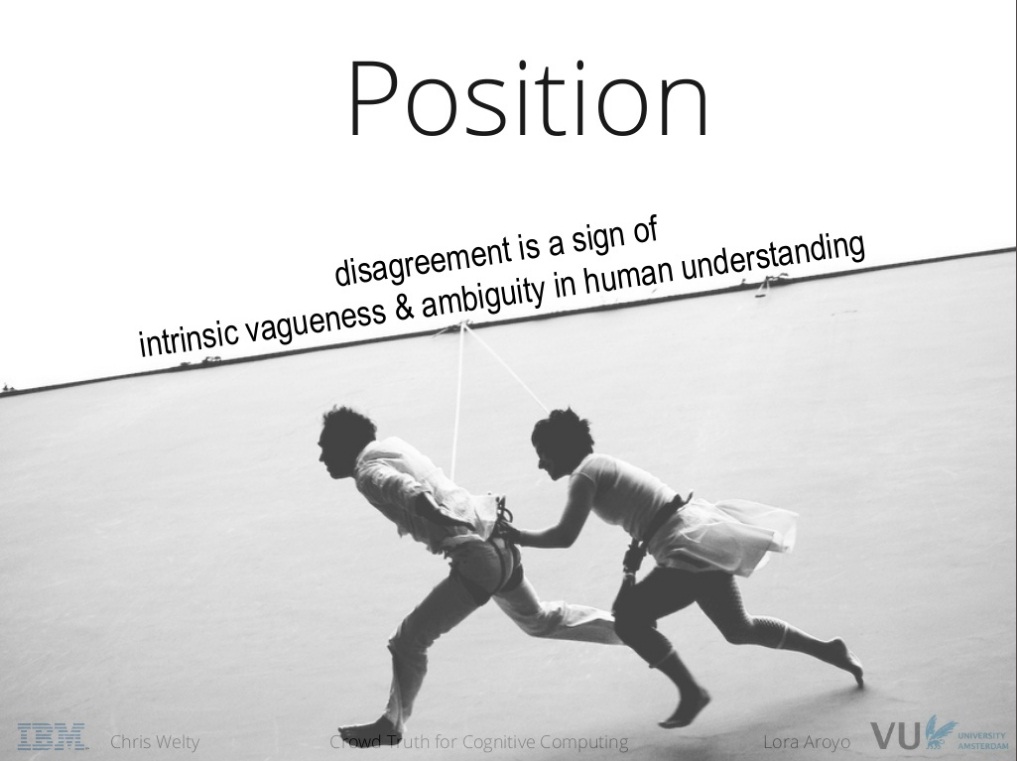 Position
disagreement is a sign of
intrinsic vagueness & ambiguity in human understanding
IBM Chris Welty Crowd Truth for Cognitive Computing Lora Aroyo VU UNIVERSITY AMSTERDAM